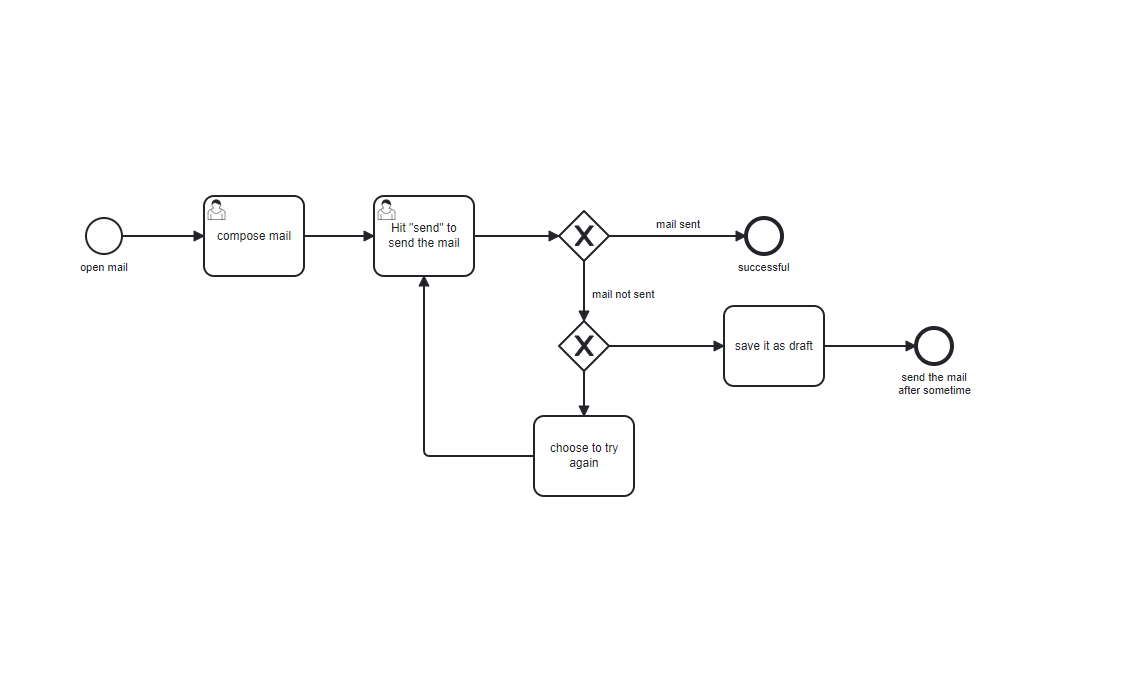 open mail
compose mail
Hit "send" to
send the mail
mail sent
successful
mail not sent
save it as draft
send the mail
after sometime
choose to try
again